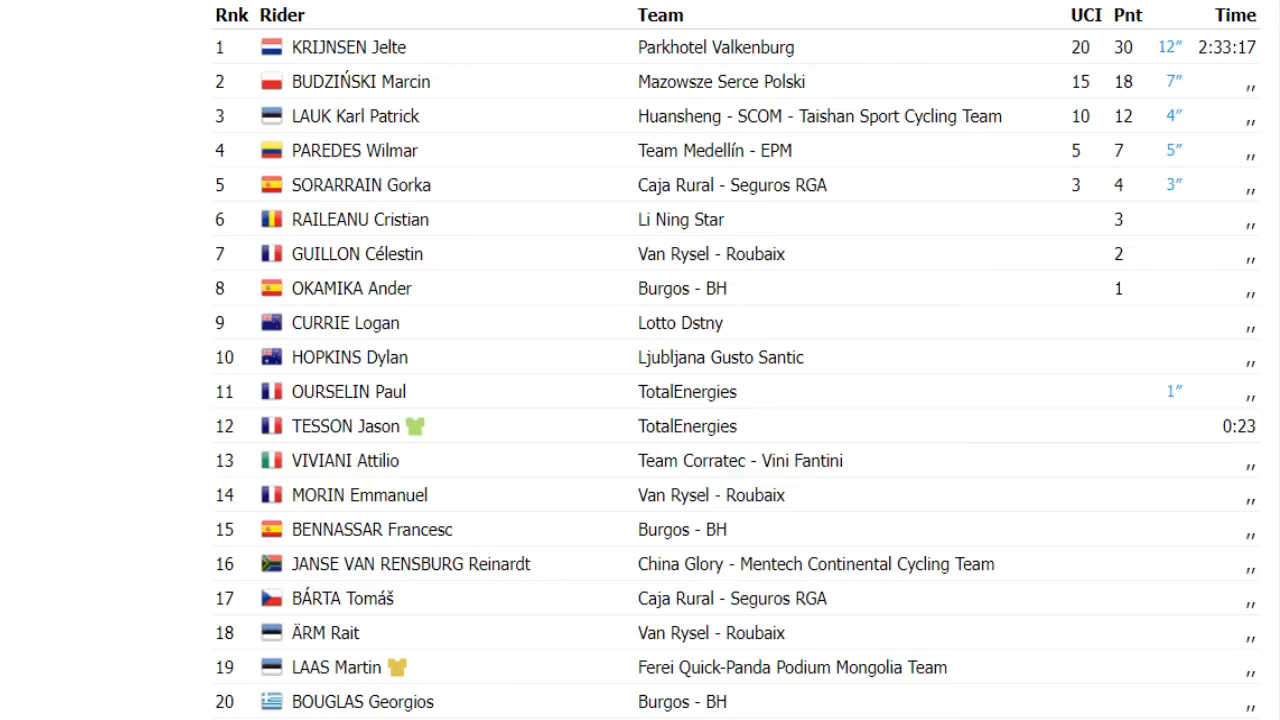 Rnk Rider Team UCI Pnt Time
1 KRIJNSEN Jelte Parkhotel Valkenburg 20 30 12″ 2:33:17
2 BUDZIŃSKI Marcin Mazowsze Serce Polski 15 18 7″ ,,
3 LAUK Karl Patrick Huansheng - SCOM - Taishan Sport Cycling Team 10 12 4″ ,,
4 PAREDES Wilmar Team Medellín - EPM 5 7 5″ ,,
5 SORARRAIN Gorka Caja Rural - Seguros RGA 3 4 3″ ,,
6 RAILEANU Cristian Li Ning Star 3 ,,
7 GUILLON Célestin Van Rysel - Roubaix 2 ,,
8 OKAMIKA Ander Burgos - BH 1 ,,
9 CURRIE Logan Lotto Dstny ,,
10 HOPKINS Dylan Ljubljana Gusto Santic ,,
11 OURSELIN Paul TotalEnergies 1″ ,,
12 TESSON Jason TotalEnergies 0:23
13 VIVIANI Attilio Team Corratec - Vini Fantini ,,
14 MORIN Emmanuel Van Rysel - Roubaix ,,
15 BENNASSAR Francesc Burgos - BH ,,
16 JANSE VAN RENSBURG Reinardt China Glory - Mentech Continental Cycling Team ,,
17 BÁRTA Tomáš Caja Rural - Seguros RGA ,,
18 ÄRM Rait Van Rysel - Roubaix ,,
19 LAAS Martin Ferei Quick-Panda Podium Mongolia Team ,,
20 BOUGLAS Georgios Burgos - BH ,,